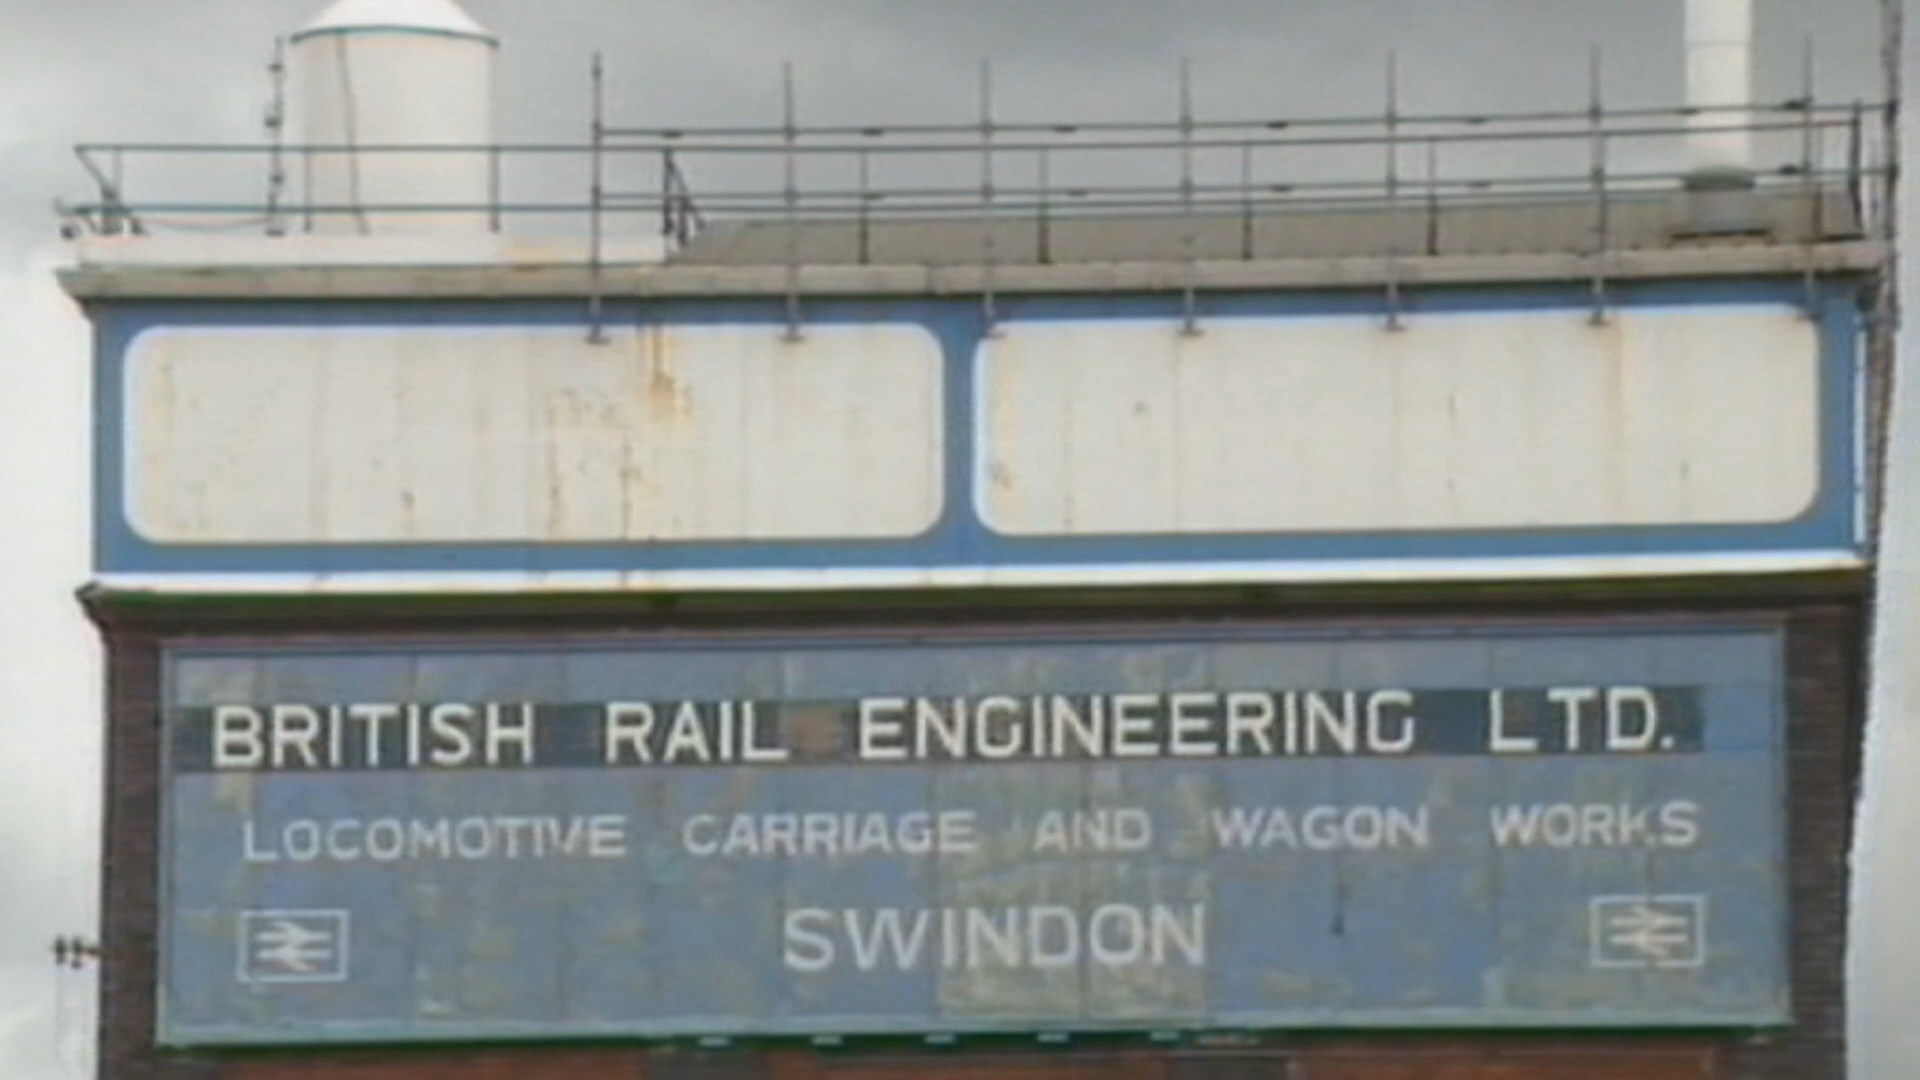 BRITISH RAIL ENGINEERING LTD.
LOCOMOTIVE CARRIAGE AND WAGON WORKS
SWINDON